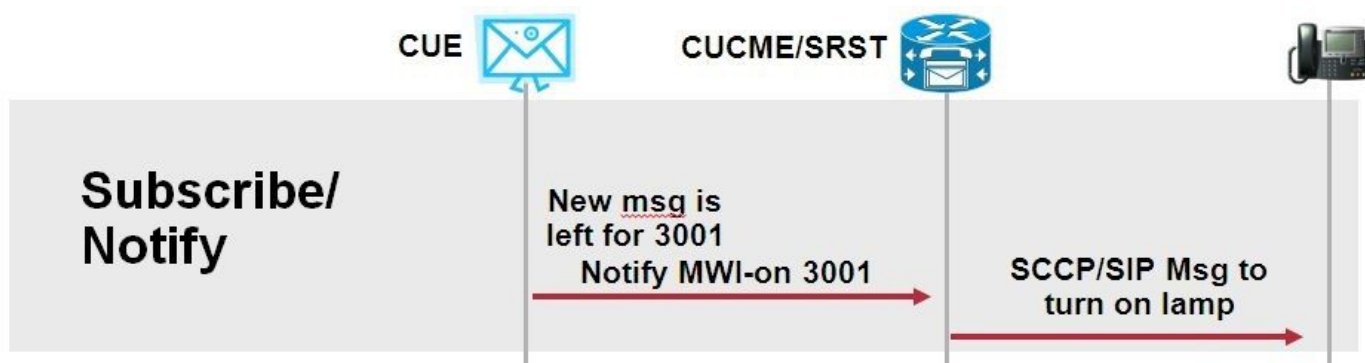 CUE
CUCME/SRST
Subscribe/
Notify
New msg is
left for 3001
Notify MWI-on 3001
SCCP/SIP Msg to
turn on lamp